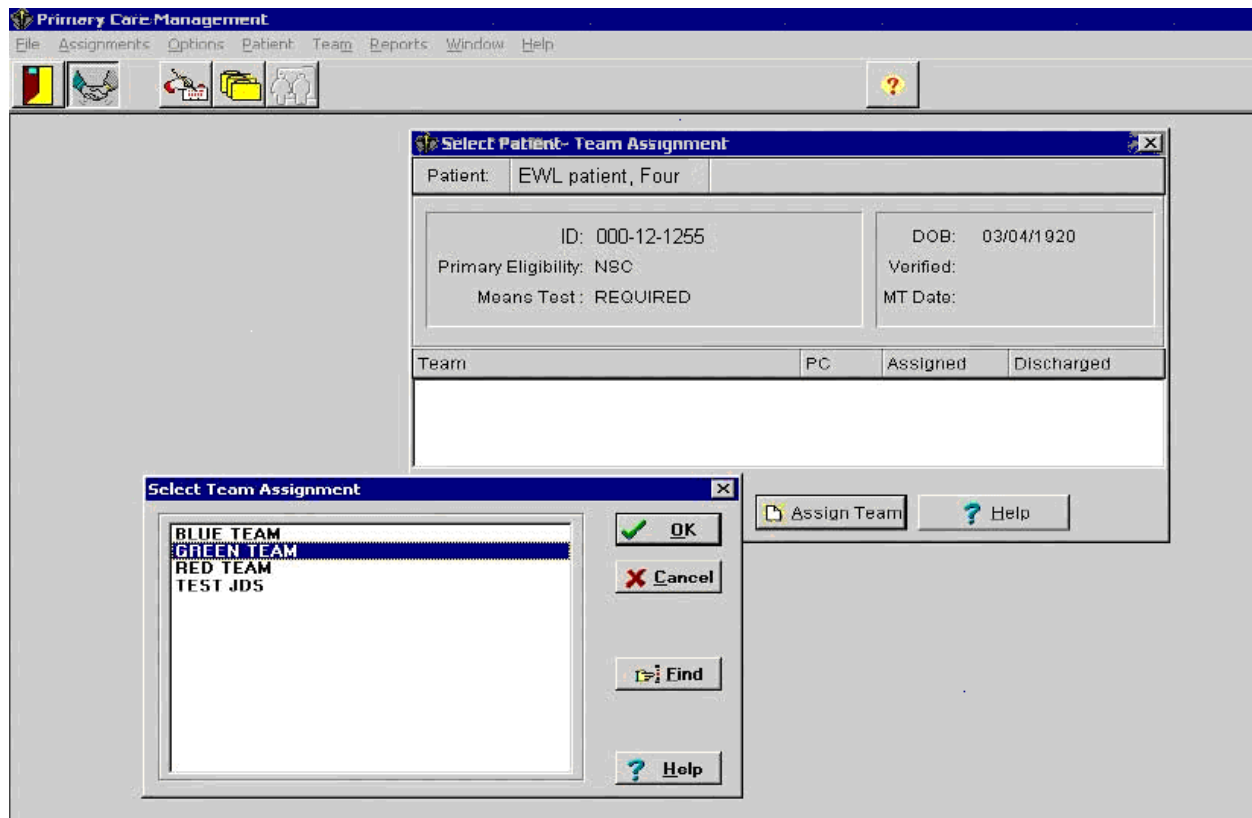 Primary Care Management
File Assignments Options Patient Team Reports Window Help
?
Select Patient- Team Assignment
Patient: EWL patient, Four
ID: 000-12-1255
Primary Eligibility: NSC
Means Test: REQUIRED
DOB: 03/04/1920
Verified:
MT Date:
Team PC Assigned Discharged
Assign Team ? Help
Select Team Assignment
BLUE TEAM
GREEN TEAM
RED TEAM
TEST JDS
OK
Cancel
Find
? Help